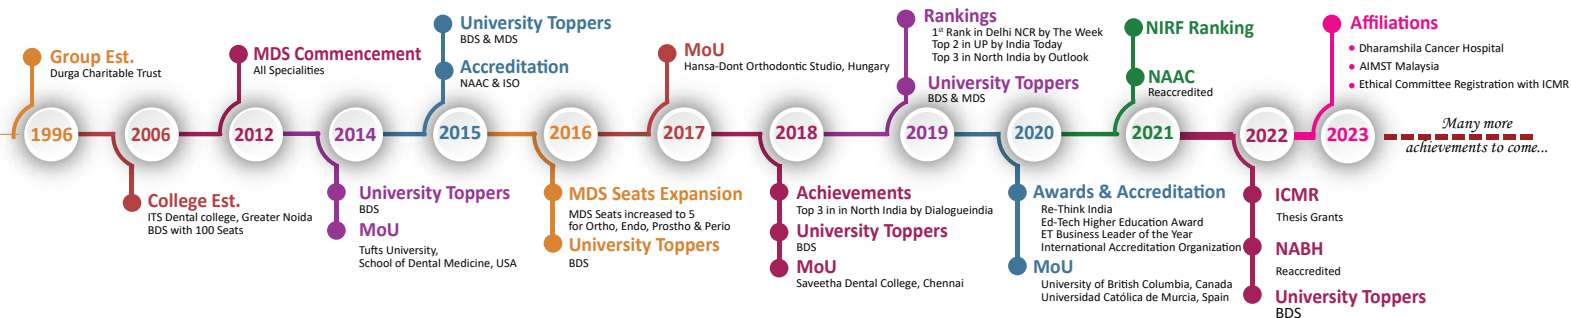 1996
Group Est.
Durga Charitable Trust
2006
College Est.
ITS Dental college, Greater Noida
BDS with 100 Seats
2012
MDS Commencement
All Specialities
2014
University Toppers
BDS
MoU
Tufts University,
School of Dental Medicine, USA
2015
University Toppers
BDS & MDS
Accreditation
NAAC & ISO
2016
MDS Seats Expansion
MDS Seats increased to 5
for Ortho, Endo, Prostho & Perio
University Toppers
BDS
2017
MoU
Hansa-Dont Orthodontic Studio, Hungary
2018
Achievements
Top 3 in in North India by Dialogueindia
University Toppers
BDS
MoU
Saveetha Dental College, Chennai
2019
Rankings
1st Rank in Delhi NCR by The Week
Top 2 in UP by India Today
Top 3 in North India by Outlook
University Toppers
BDS & MDS
2020
Awards & Accreditation
Re-Think India
Ed-Tech Higher Education Award
ET Business Leader of the Year
International Accreditation Organization
MoU
University of British Columbia, Canada
Universidad Católica de Murcia, Spain
2021
NIRF Ranking
NAAC
Reaccredited
2022
ICMR
Thesis Grants
NABH
Reaccredited
University Toppers
BDS
2023
Affiliations
• Dharamshila Cancer Hospital
• AIMST Malaysia
• Ethical Committee Registration with ICMR
Many more
achievements to come...